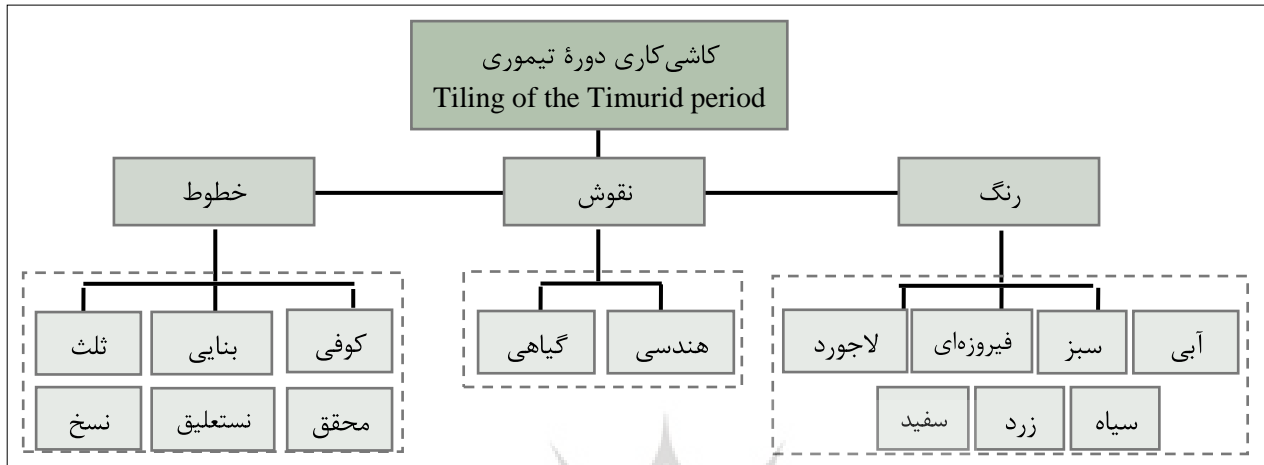 کاشی‌کاری دورۀ تیموری
Tiling of the Timurid period
رنگ
نقوش
خطوط
آبی
سبز
فیروزه‌ای
لاجورد
سیاه
زرد
سفید
هندسی
گیاهی
کوفی
بنایی
ثلث
محقق
نستعلیق
نسخ